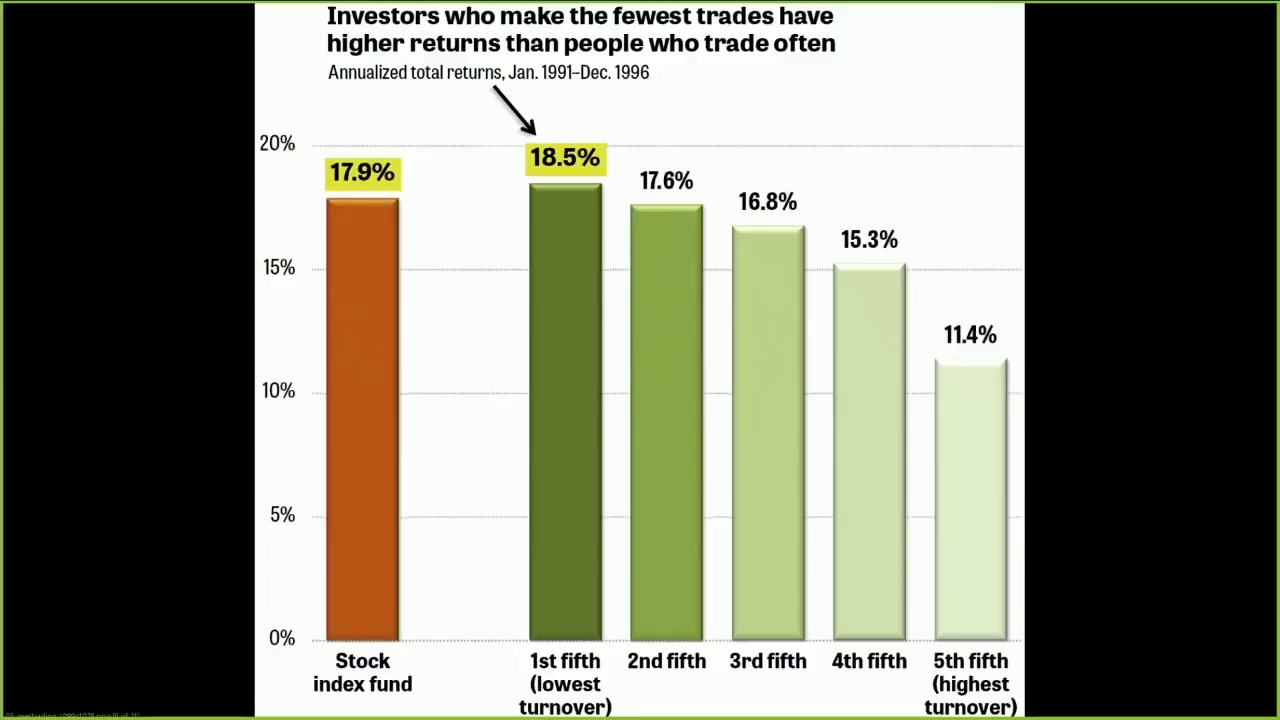 Investors who make the fewest trades have
higher returns than people who trade often
Annualized total returns, Jan. 1991–Dec. 1996
20%
18.5%
17.9%
17.6%
16.8%
15.3%
15%
11.4%
10%
5%
0%
Stock
index fund
1st fifth
(lowest
turnover)
2nd fifth
3rd fifth
4th fifth
5th fifth
(highest
turnover)